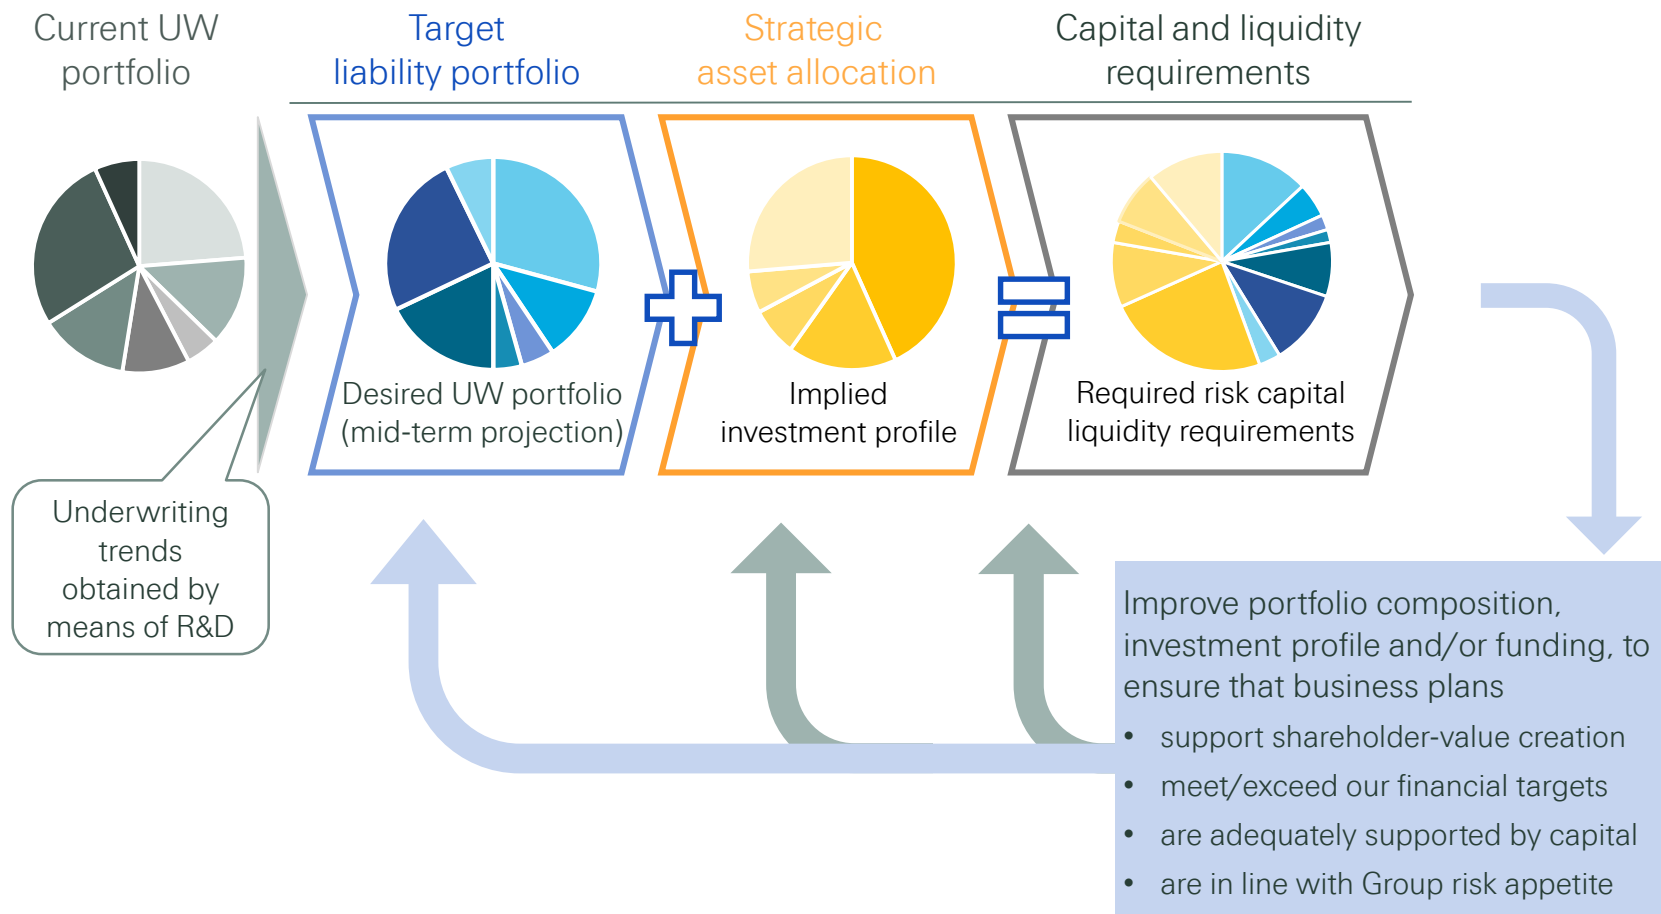 Current UW
portfolio
Target
liability portfolio
Strategic
asset allocation
Capital and liquidity
requirements
Desired UW portfolio
(mid-term projection)
Implied
investment profile
Required risk capital
liquidity requirements
Underwriting
trends
obtained by
means of R&D
Improve portfolio composition,
investment profile and/or funding, to
ensure that business plans
• support shareholder-value creation
• meet/exceed our financial targets
• are adequately supported by capital
• are in line with Group risk appetite